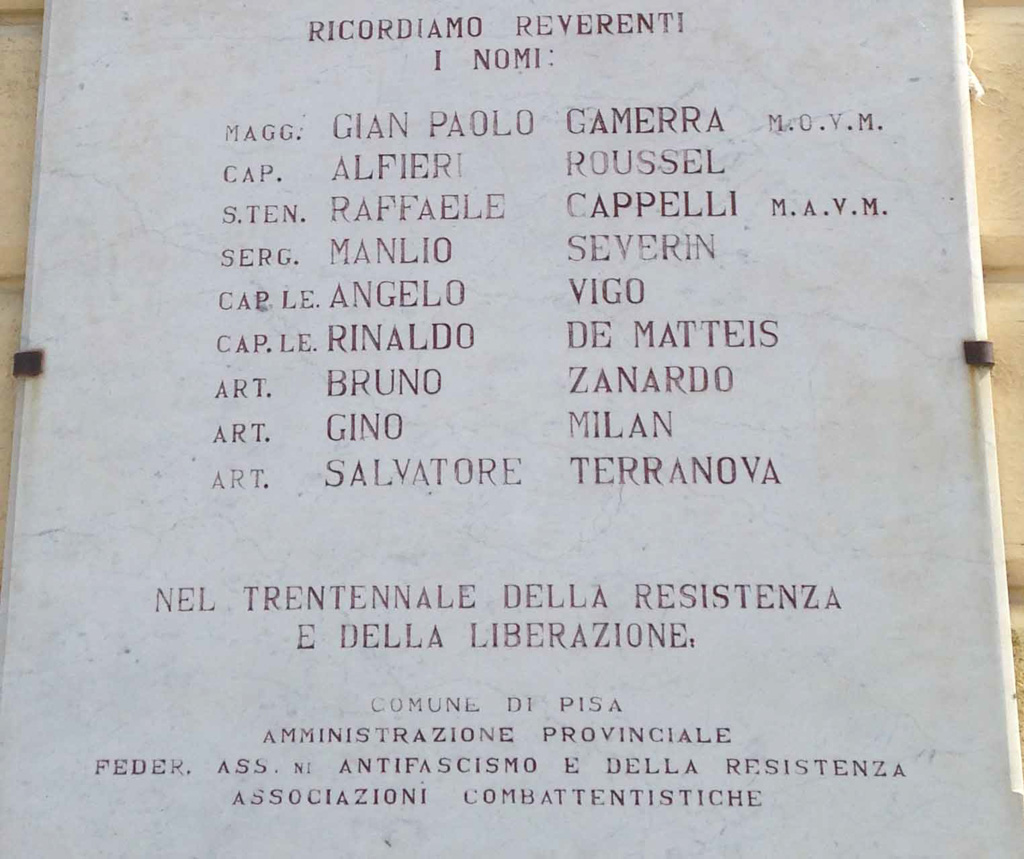 RICORDIAMO REVERENTI
I NOMI:
MAGG. GIAN PAOLO GAMERRA M.O.V.M.
CAP. ALFIERI ROUSSEL
S.TEN. RAFFAELE CAPPELLI M.A.V.M.
SERG. MANLIO SEVERIN
CAP.LE. ANGELO VIGO
CAP.LE. RINALDO DE MATTEIS
ART. BRUNO ZANARDO
ART. GINO MILAN
ART. SALVATORE TERRANOVA
NEL TRENTENNALE DELLA RESISTENZA
E DELLA LIBERAZIONE.
COMUNE DI PISA
AMMINISTRAZIONE PROVINCIALE
FEDER. ASS.NI ANTIFASCISMO E DELLA RESISTENZA
ASSOCIAZIONI COMBATTENTISTICHE